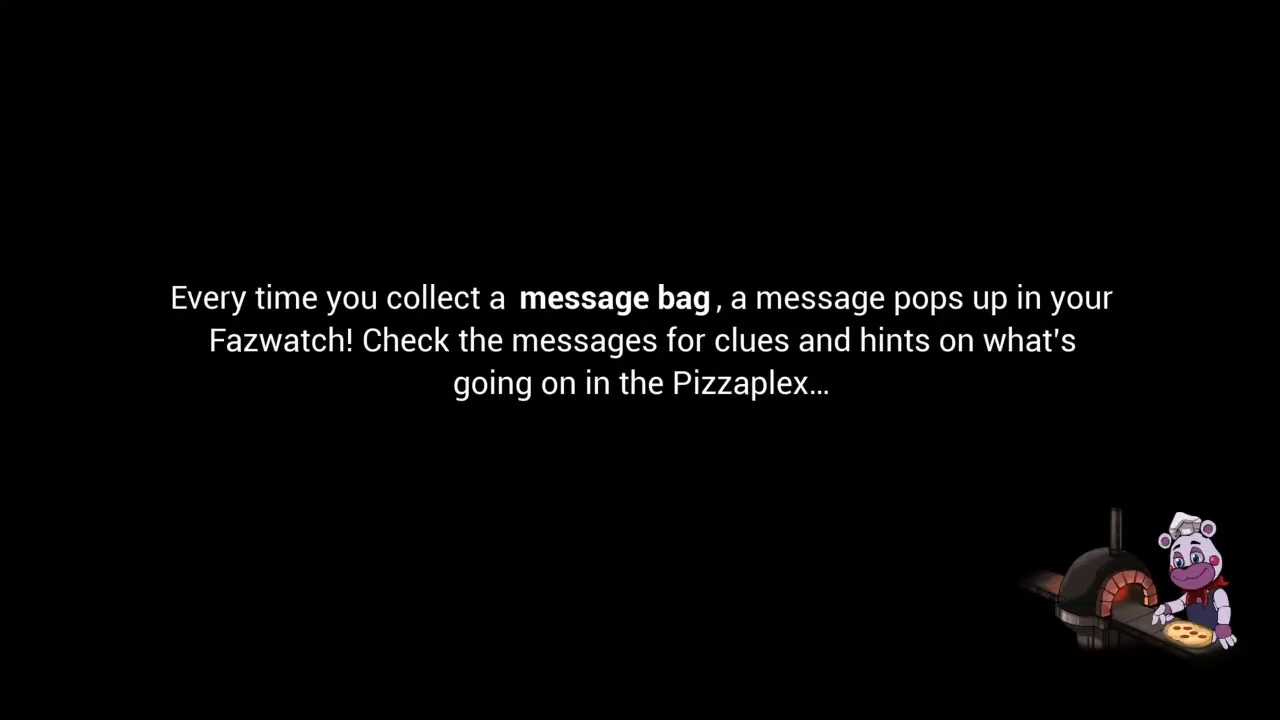 Every time you collect a message bag, a message pops up in your
Fazwatch! Check the messages for clues and hints on what's
going on in the Pizzaplex...